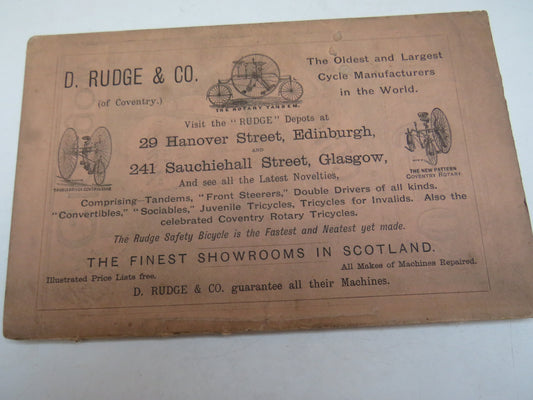 D. RUDGE & CO.
(of Coventry.)
The Oldest and Largest
Cycle Manufacturers
in the World.
THE ROTARY TANDEM.
Visit the "RUDGE" Depots at
29 Hanover Street, Edinburgh,
AND
241 Sauchiehall Street, Glasgow,
THE NEW PATTERN
COVENTRY ROTARY.
And see all the Latest Novelties,
Comprising—Tandems, "Front Steerers," Double Drivers of all kinds.
"Convertibles," "Sociables," Juvenile Tricycles, Tricycles for Invalids. Also the
celebrated Coventry Rotary Tricycles.
The Rudge Safety Bicycle is the Fastest and Neatest yet made.
THE FINEST SHOWROOMS IN SCOTLAND.
Illustrated Price Lists free.
All Makes of Machines Repaired.
D. RUDGE & CO. guarantee all their Machines.